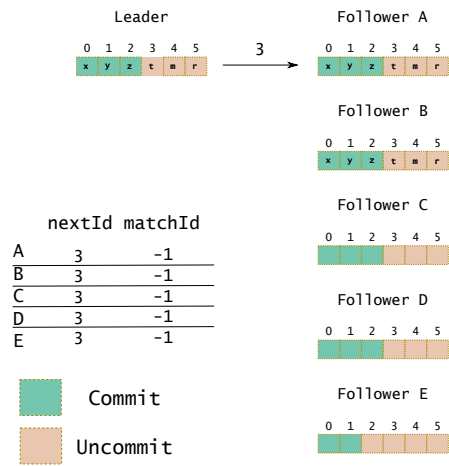 Leader
0 1 2 3 4 5
x y z t m r
3
Follower A
0 1 2 3 4 5
x y z t m r
Follower B
0 1 2 3 4 5
x y z t m r
Follower C
0 1 2 3 4 5
Follower D
0 1 2 3 4 5
Follower E
0 1 2 3 4 5
nextId matchId
A 3 -1
B 3 -1
C 3 -1
D 3 -1
E 3 -1
Commit
Uncommit